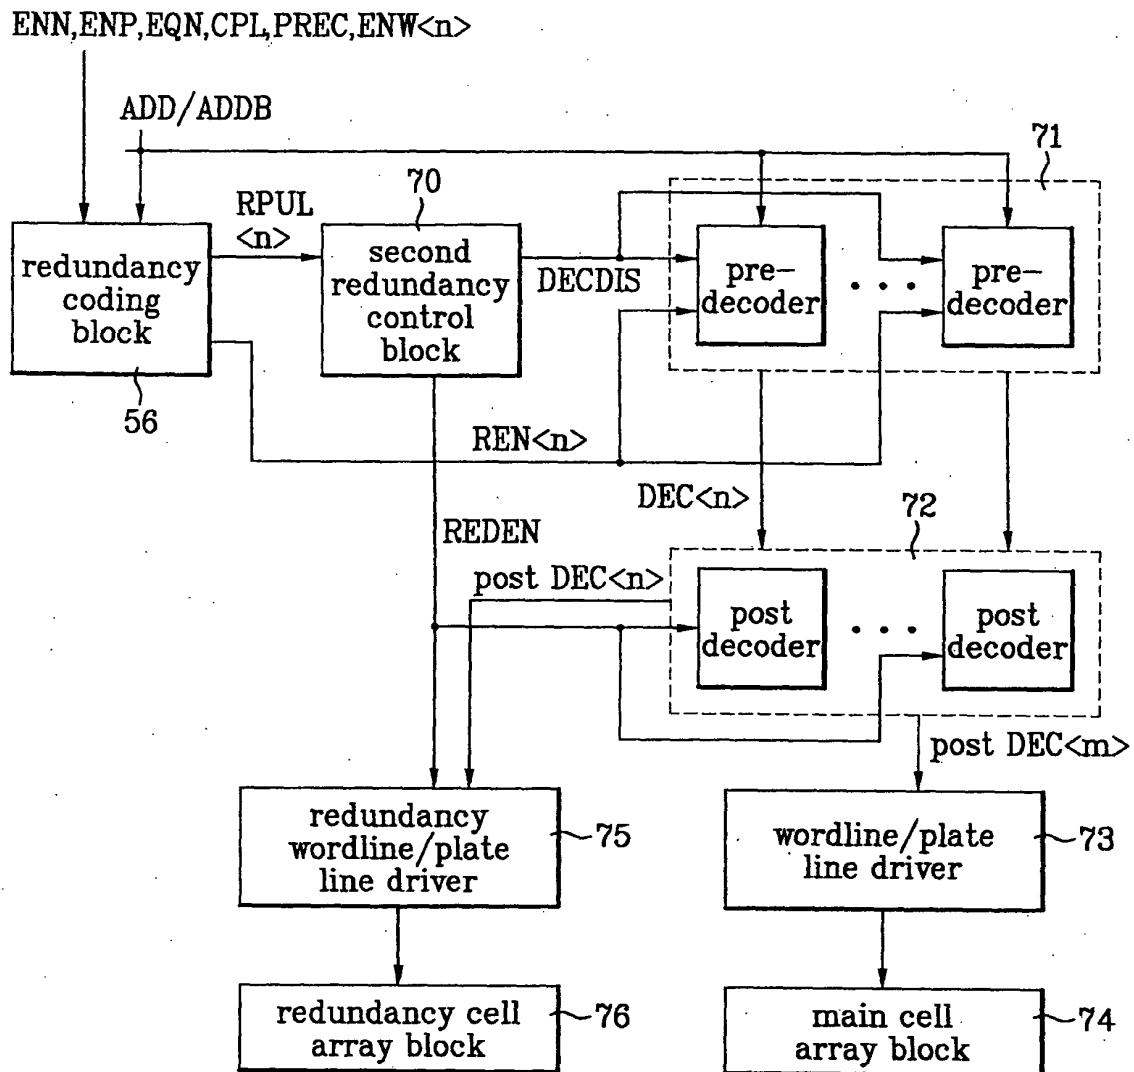 ENN,ENP,EQN,CPL,PREC,ENW<n>
ADD/ADDB
71
70
RPUL
<n>
redundancy
coding
block
second
redundancy
control
block
DECDIS
pre-
decoder
• • •
pre-
decoder
56
REN<n>
DEC<n>
72
REDEN
post DEC<n>
post
decoder
• • •
post
decoder
post DEC<m>
redundancy
wordline/plate
line driver
75
wordline/plate
line driver
73
redundancy cell
array block
76
main cell
array block
74